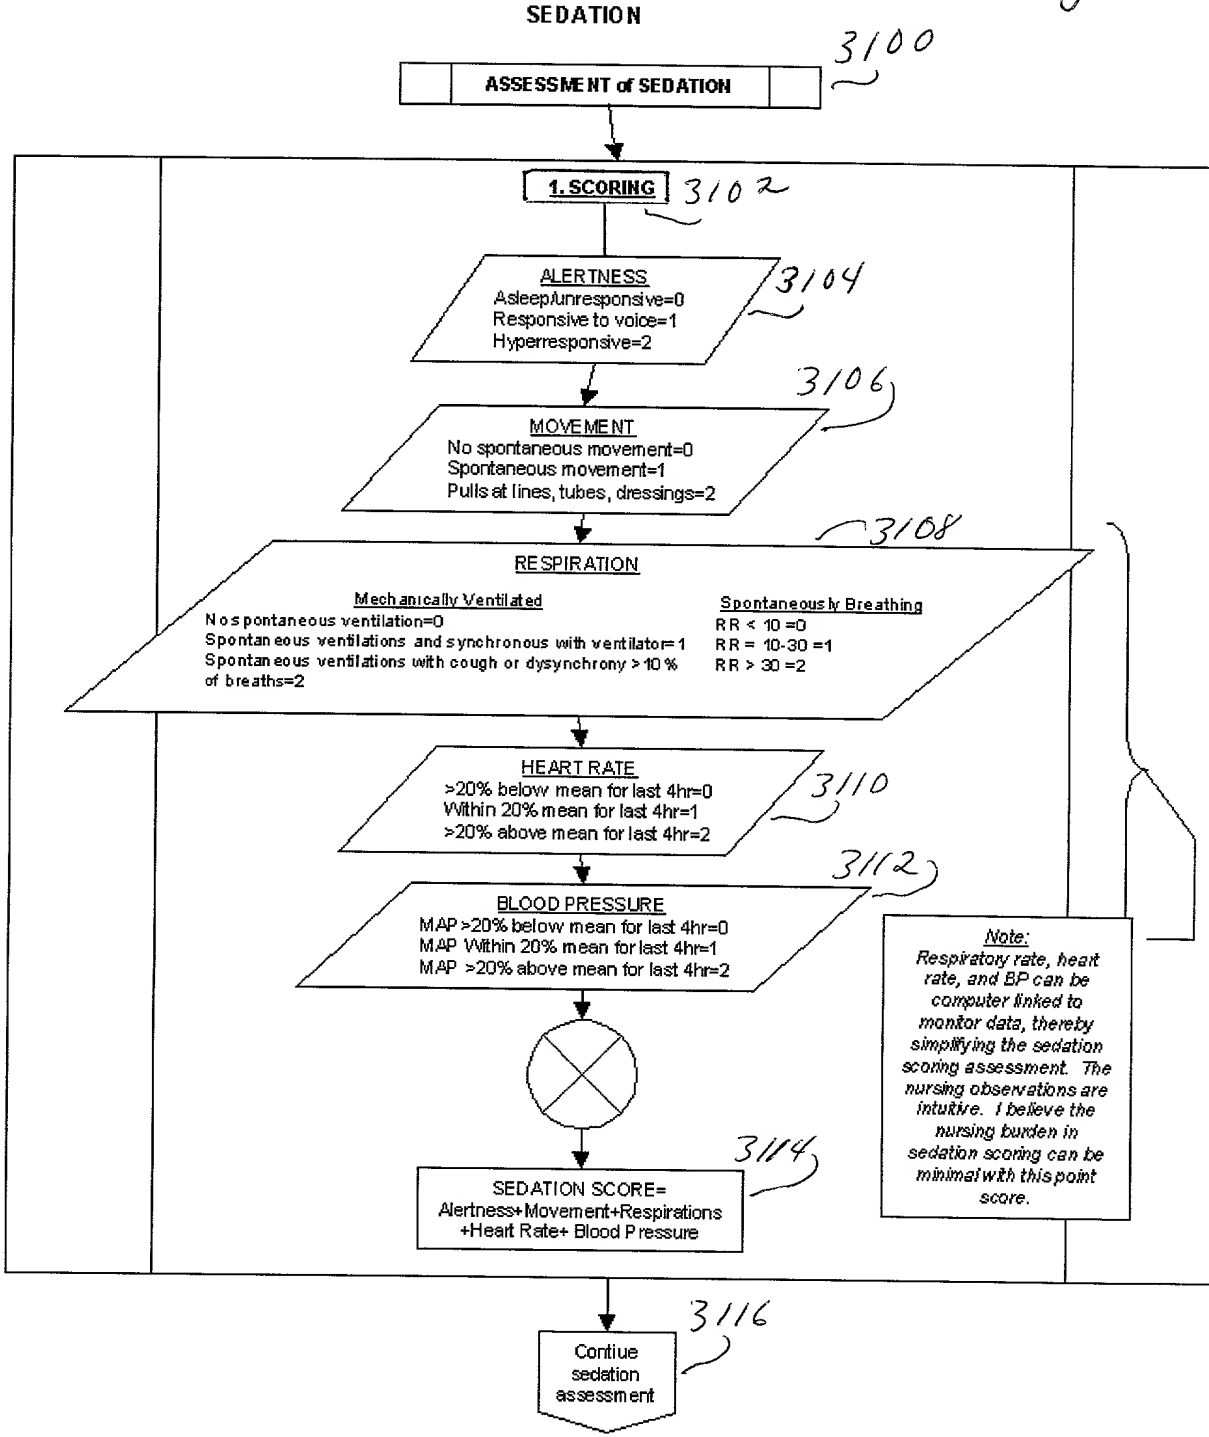 SEDATION
3100
ASSESSMENT of SEDATION
1. SCORING
3102
ALERTNESS
Asleep/unresponsive=0
Responsive to voice=1
Hyperresponsive=2
3104
3106
MOVEMENT
No spontaneous movement=0
Spontaneous movement=1
Pulls at lines, tubes, dressings=2
3108
RESPIRATION
Mechanically Ventilated
No spontaneous ventilation=0
Spontaneous ventilations and synchronous with ventilator=1
Spontaneous ventilations with cough or dysynchrony >10%
of breaths=2
Spontaneously Breathing
RR < 10 =0
RR = 10-30 =1
RR > 30 =2
HEART RATE
>20% below mean for last 4hr=0
Within 20% mean for last 4hr=1
>20% above mean for last 4hr=2
3110
3112
BLOOD PRESSURE
MAP >20% below mean for last 4hr=0
MAP Within 20% mean for last 4hr=1
MAP >20% above mean for last 4hr=2
Note:
Respiratory rate, heart
rate, and BP can be
computer linked to
monitor data, thereby
simplifying the sedation
scoring assessment. The
nursing observations are
intuitive. I believe the
nursing burden in
sedation scoring can be
minimal with this point
score.
3114
SEDATION SCORE=
Alertness+Movement+Respirations
+Heart Rate+ Blood Pressure
3116
Contiue
sedation
assessment